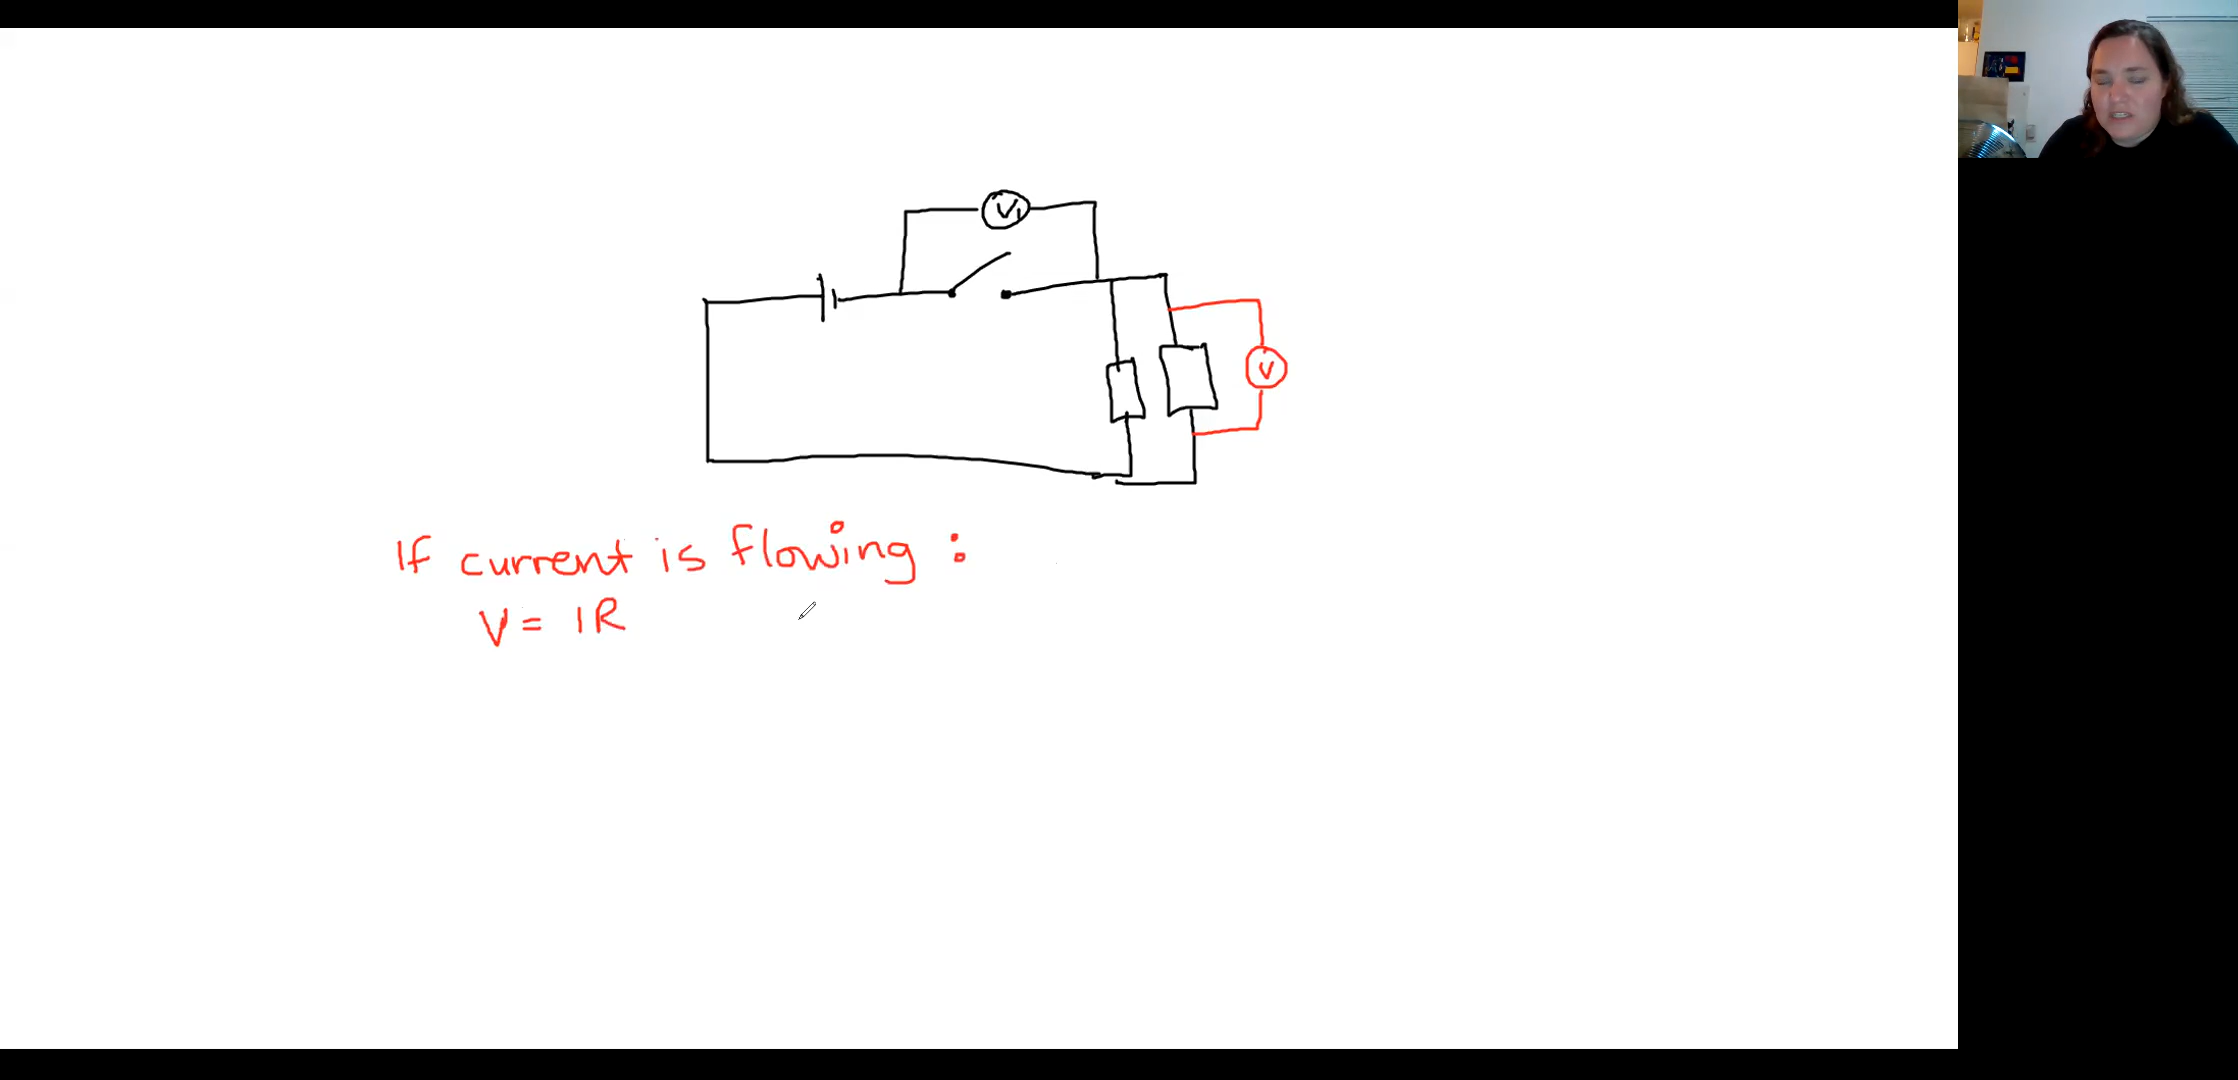 V1
V
If current is flowing :
V = IR